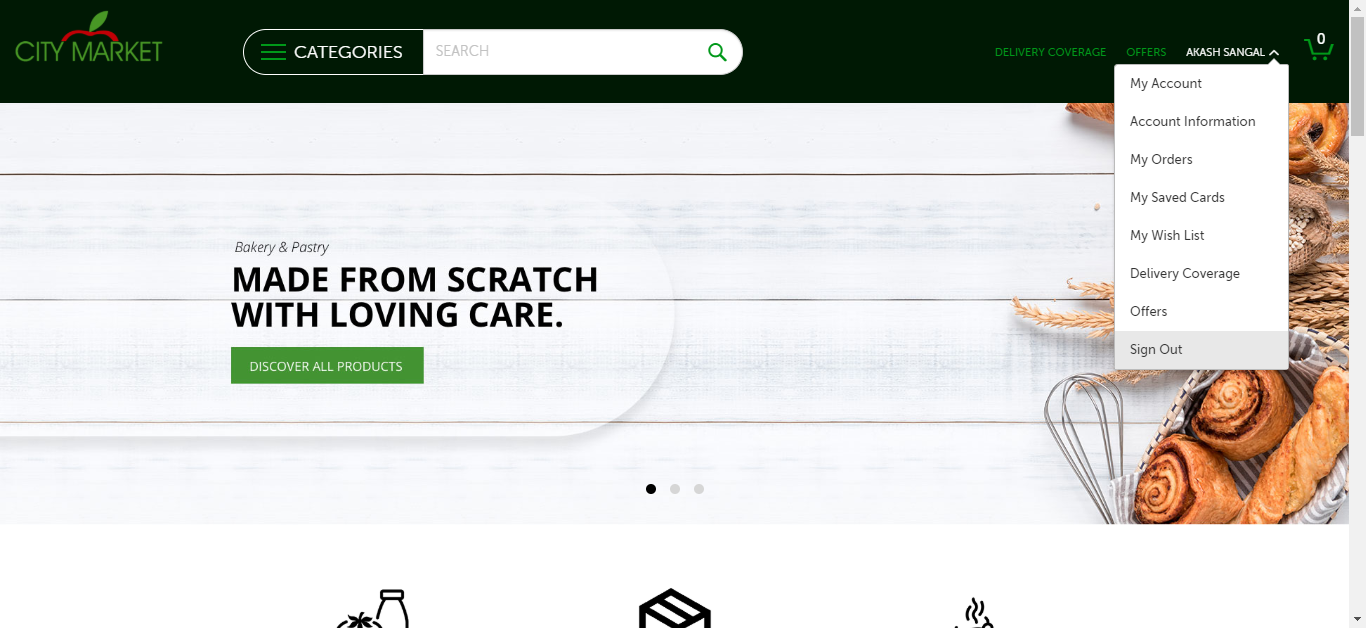 CITY MARKET
CATEGORIES
SEARCH
DELIVERY COVERAGE
OFFERS
AKASH SANGAL
0
My Account
Account Information
My Orders
My Saved Cards
My Wish List
Delivery Coverage
Offers
Sign Out
Bakery & Pastry
MADE FROM SCRATCH
WITH LOVING CARE.
DISCOVER ALL PRODUCTS